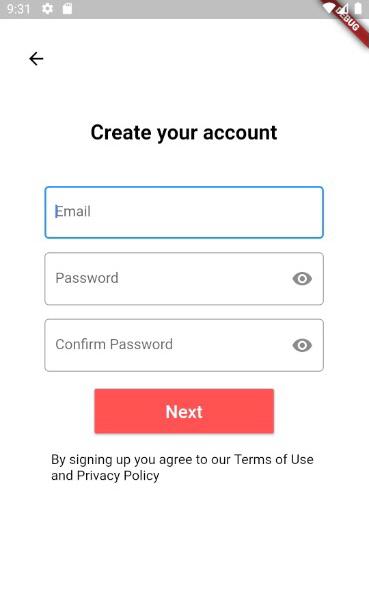 9:31
DEBUG
Create your account
Email
Password
Confirm Password
Next
By signing up you agree to our Terms of Use
and Privacy Policy